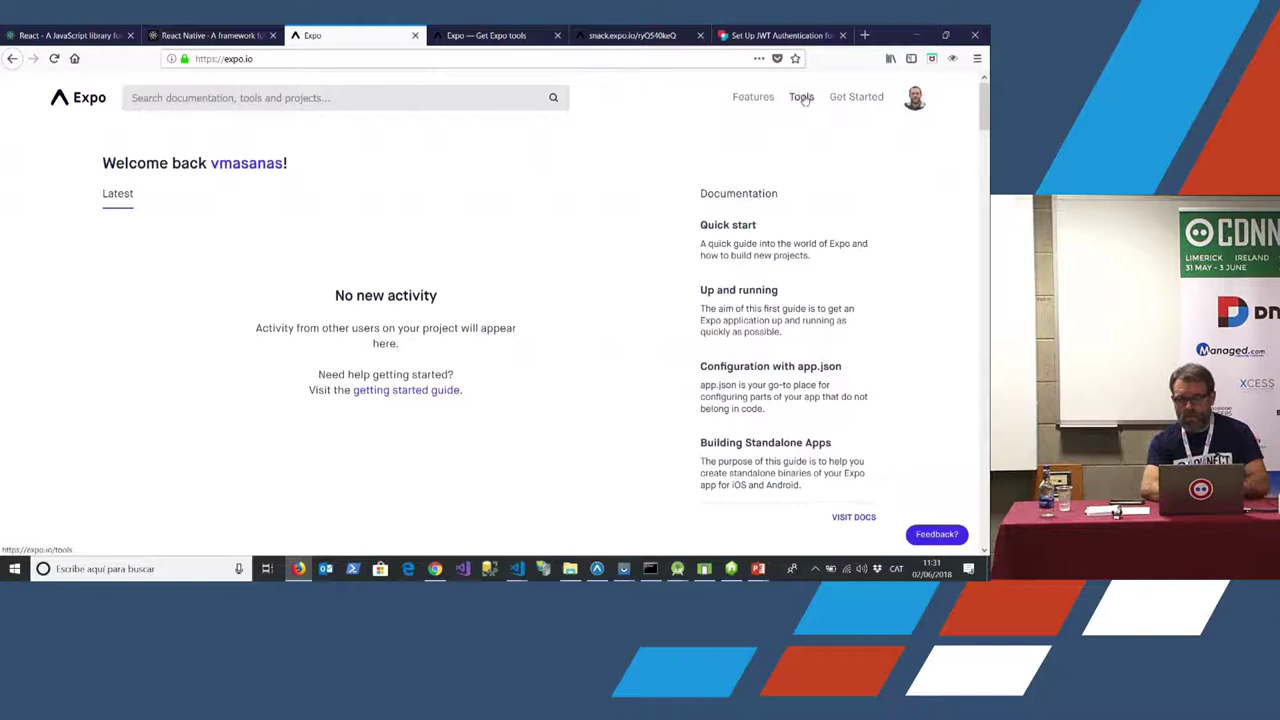 React - A JavaScript library fo
React Native · A framework fo
Expo
Expo — Get Expo tools
snack.expo.io/ryQ540keQ
Set Up JWT Authentication fo
https://expo.io
Expo
Search documentation, tools and projects...
Features
Tools
Get Started
Welcome back vmasanas!
Latest
No new activity
Activity from other users on your project will appear
here.
Need help getting started?
Visit the getting started guide.
Documentation
Quick start
A quick guide into the world of Expo and
how to build new projects.
Up and running
The aim of this first guide is to get an
Expo application up and running as
quickly as possible.
Configuration with app.json
app.json is your go-to place for
configuring parts of your app that do not
belong in code.
Building Standalone Apps
The purpose of this guide is to help you
create standalone binaries of your Expo
app for iOS and Android.
VISIT DOCS
Feedback?
https://expo.io/tools
Escribe aquí para buscar
CAT
11:31
02/06/2018
CDNN
LIMERICK IRELAND
31 MAY - 3 JUNE
DN
Managed.com
XCESS